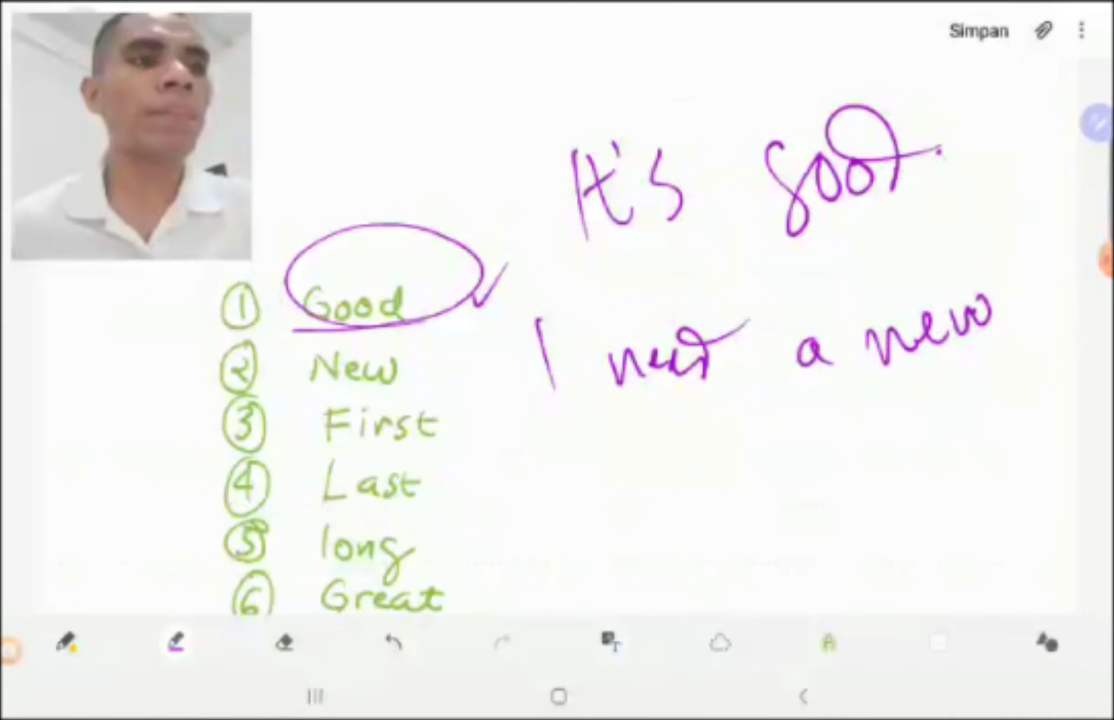 Simpan
It's good
I need a new
1 Good
2 New
3 First
4 Last
5 long
6 Great